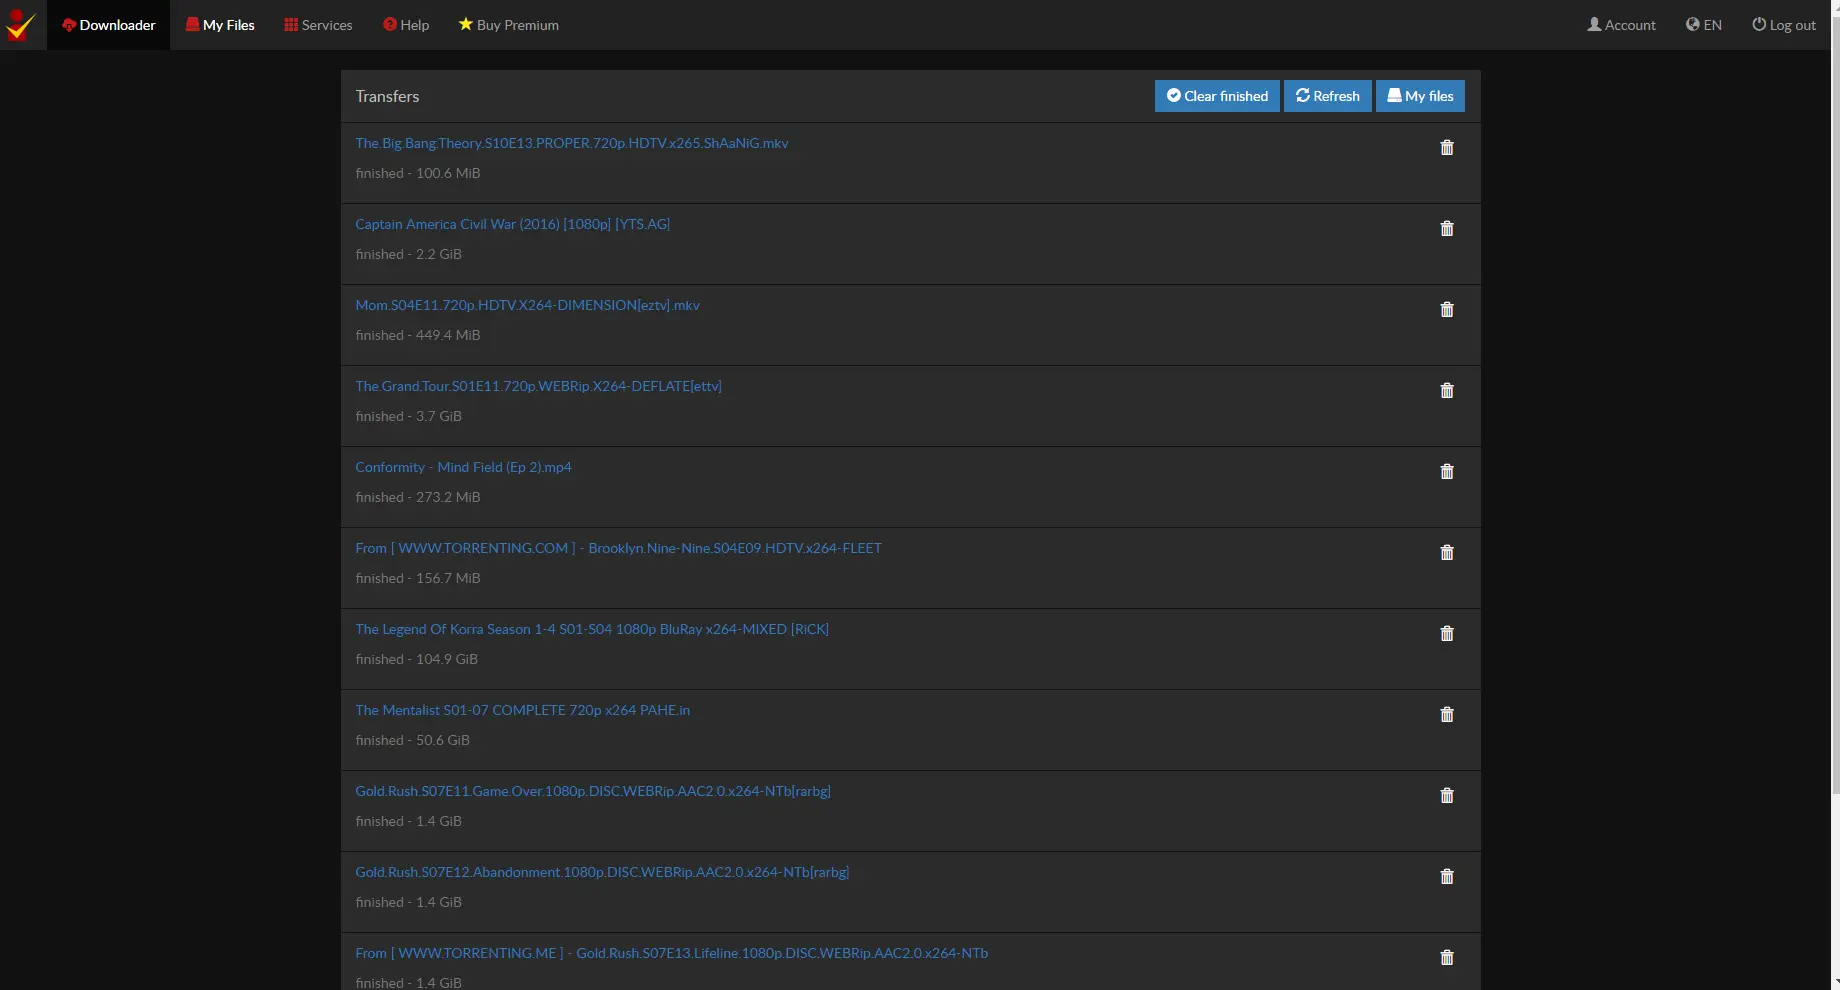 Downloader My Files Services Help Buy Premium Account EN Log out
Transfers Clear finished Refresh My files
The.Big.Bang.Theory.S10E13.PROPER.720p.HDTV.x265.ShAaNiG.mkv
finished - 100.6 MiB
Captain America Civil War (2016) [1080p] [YTS.AG]
finished - 2.2 GiB
Mom.S04E11.720p.HDTV.X264-DIMENSION[eztv].mkv
finished - 449.4 MiB
The.Grand.Tour.S01E11.720p.WEBRip.X264-DEFLATE[ettv]
finished - 3.7 GiB
Conformity - Mind Field (Ep 2).mp4
finished - 273.2 MiB
From [ WWW.TORRENTING.COM ] - Brooklyn.Nine-Nine.S04E09.HDTV.x264-FLEET
finished - 156.7 MiB
The Legend Of Korra Season 1-4 S01-S04 1080p BluRay x264-MIXED [RiCK]
finished - 104.9 GiB
The Mentalist S01-07 COMPLETE 720p x264 PAHE.in
finished - 50.6 GiB
Gold.Rush.S07E11.Game.Over.1080p.DISC.WEBRip.AAC2.0.x264-NTb[rarbg]
finished - 1.4 GiB
Gold.Rush.S07E12.Abandonment.1080p.DISC.WEBRip.AAC2.0.x264-NTb[rarbg]
finished - 1.4 GiB
From [ WWW.TORRENTING.ME ] - Gold.Rush.S07E13.Lifeline.1080p.DISC.WEBRip.AAC2.0.x264-NTb
finished - 1.4 GiB